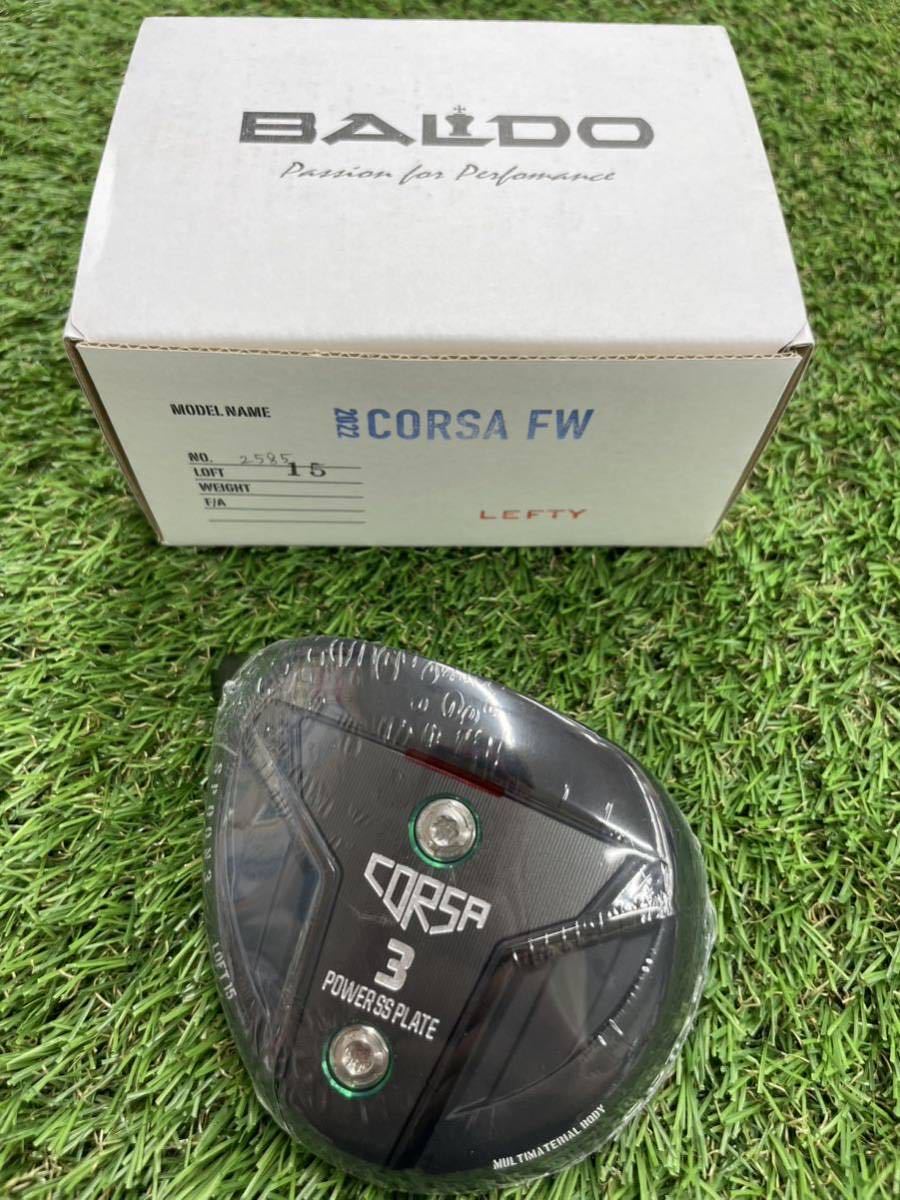 BALDO
Passion for Perfomance
MODEL NAME 2022 CORSA FW
NO. 2585
LOFT 15
WEIGHT
F/A
LEFTY
CORSA
3
POWER SS PLATE
LOFT 15
MULTIMATERIAL BODY